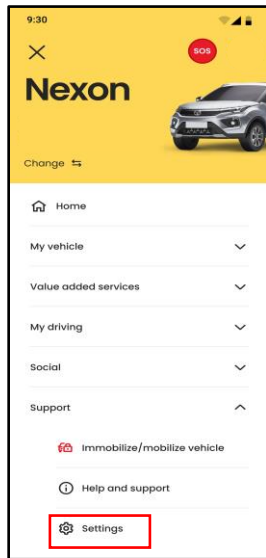 9:30
SOS
Nexon
Change
Home
My vehicle
Value added services
My driving
Social
Support
Immobilize/mobilize vehicle
Help and support
Settings